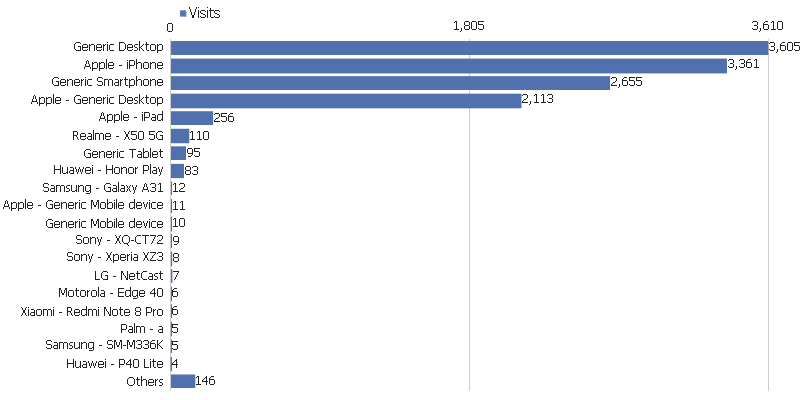 Visits
0 1,805 3,610
Generic Desktop 3,605
Apple - iPhone 3,361
Generic Smartphone 2,655
Apple - Generic Desktop 2,113
Apple - iPad 256
Realme - X50 5G 110
Generic Tablet 95
Huawei - Honor Play 83
Samsung - Galaxy A31 12
Apple - Generic Mobile device 11
Generic Mobile device 10
Sony - XQ-CT72 9
Sony - Xperia XZ3 8
LG - NetCast 7
Motorola - Edge 40 6
Xiaomi - Redmi Note 8 Pro 6
Palm - a 5
Samsung - SM-M336K 5
Huawei - P40 Lite 4
Others 146